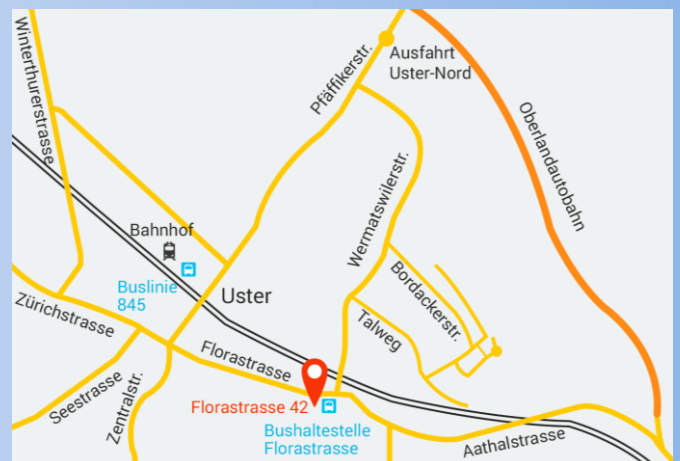 Winterthurerstrasse
Pfäffikerstr.
Ausfahrt
Uster-Nord
Oberlandautobahn
Wermatswilerstr.
Bahnhof
Buslinie
845
Uster
Bordackerstr.
Zürichstrasse
Talweg
Florastrasse
Seestrasse
Zentralstr.
Florastrasse 42
Bushaltestelle
Florastrasse
Aathalstrasse